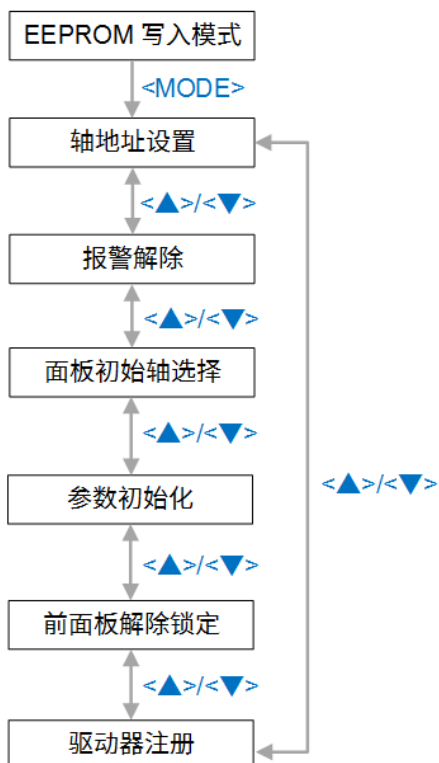 EEPROM 写入模式
<MODE>
轴地址设置
<▲>/<▼>
报警解除
<▲>/<▼>
面板初始轴选择
<▲>/<▼>
<▲>/<▼>
参数初始化
<▲>/<▼>
前面板解除锁定
<▲>/<▼>
驱动器注册